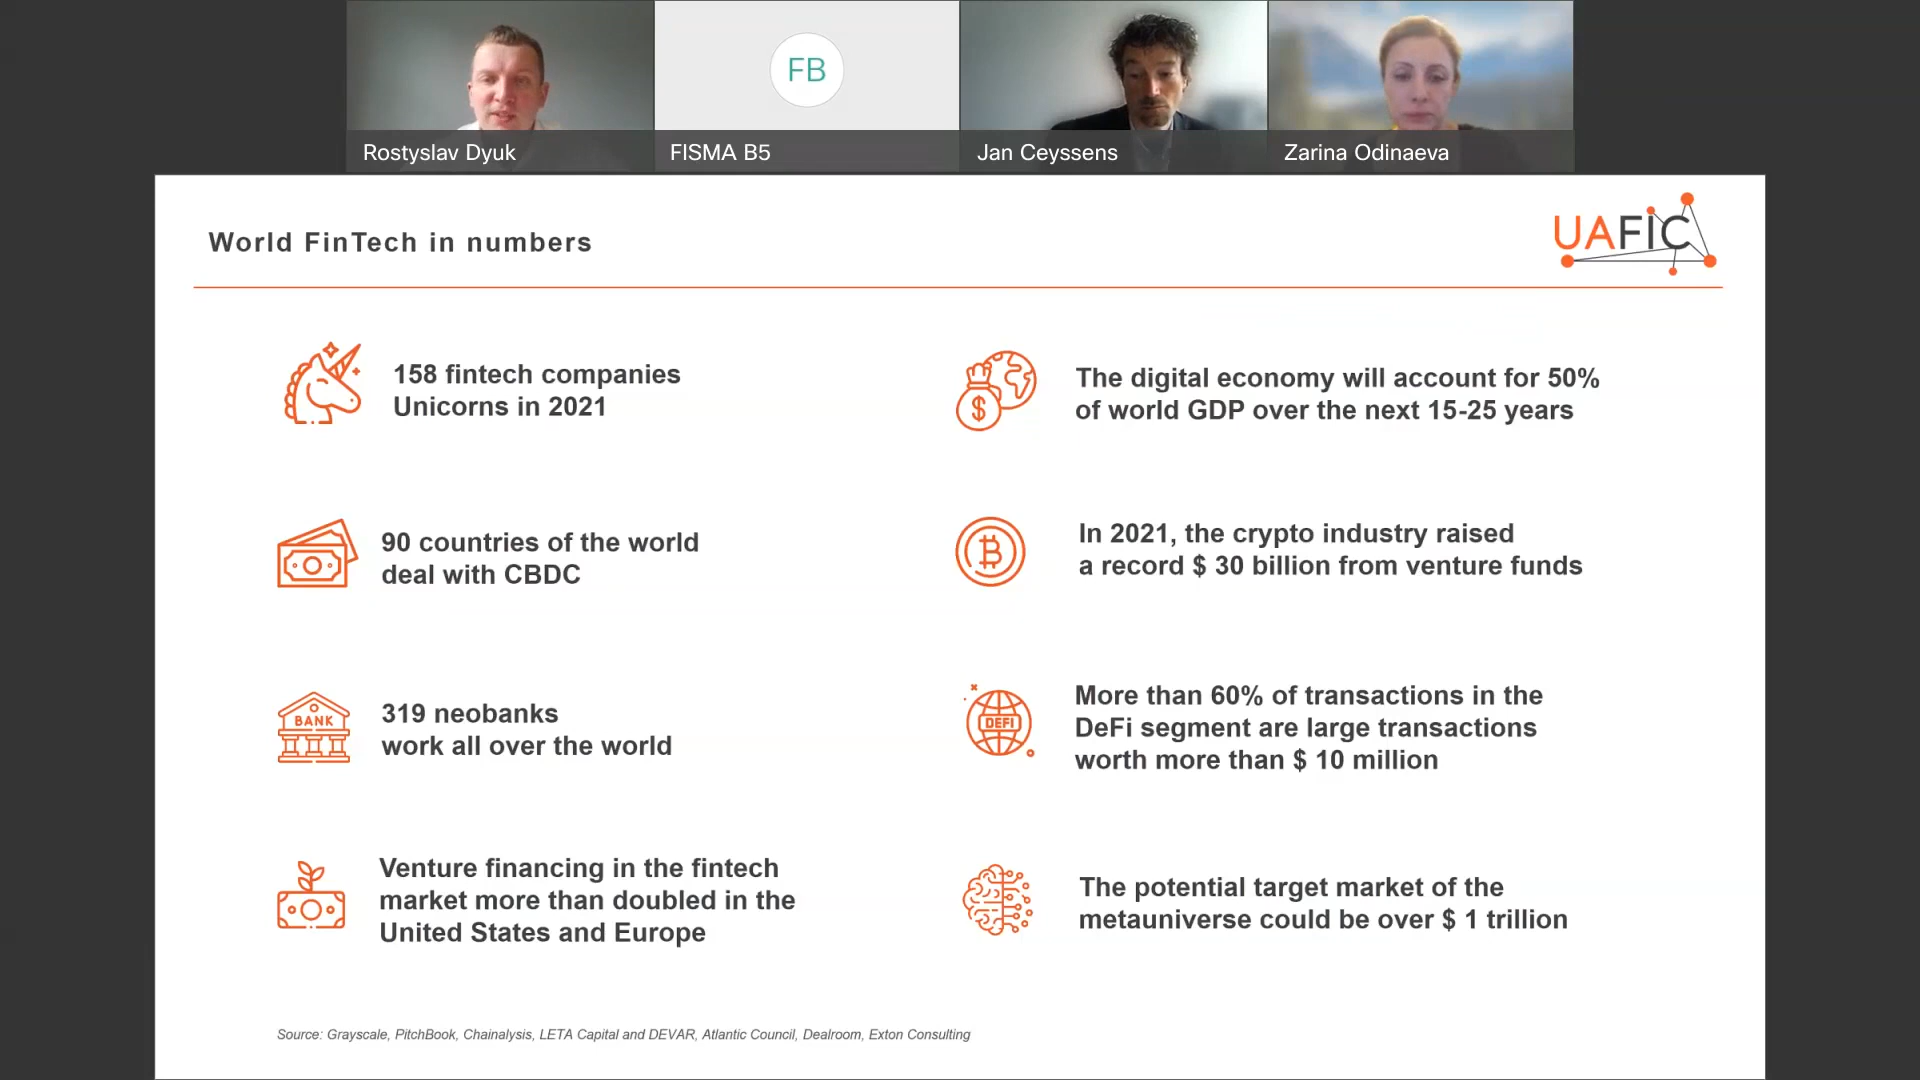 Rostyslav Dyuk
FB
FISMA B5
Jan Ceyssens
Zarina Odinaeva
World FinTech in numbers
UAFIC
158 fintech companies
Unicorns in 2021
The digital economy will account for 50%
of world GDP over the next 15-25 years
90 countries of the world
deal with CBDC
In 2021, the crypto industry raised
a record $ 30 billion from venture funds
BANK
319 neobanks
work all over the world
DEFI
More than 60% of transactions in the
DeFi segment are large transactions
worth more than $ 10 million
Venture financing in the fintech
market more than doubled in the
United States and Europe
The potential target market of the
metauniverse could be over $ 1 trillion
Source: Grayscale, PitchBook, Chainalysis, LETA Capital and DEVAR, Atlantic Council, Dealroom, Exton Consulting